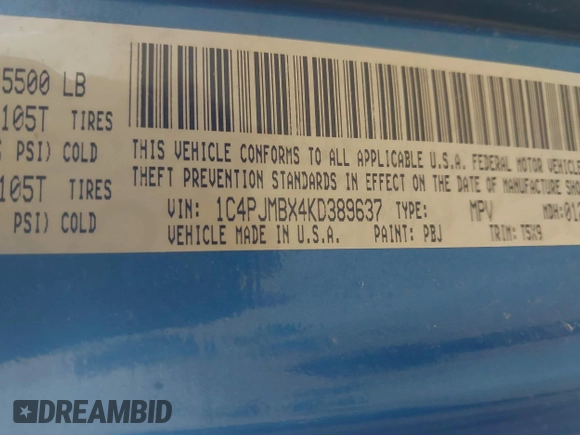 5500 LB
105T TIRES
PSI) COLD
105T TIRES
PSI) COLD
THIS VEHICLE CONFORMS TO ALL APPLICABLE U.S.A. FEDERAL MOTOR VEHICLE
THEFT PREVENTION STANDARDS IN EFFECT ON THE DATE OF MANUFACTURE
VIN: 1C4PJMBX4KD389637 TYPE: MPV MDH:
VEHICLE MADE IN U.S.A. PAINT: PBJ TRIM: T5X9
DREAMBID